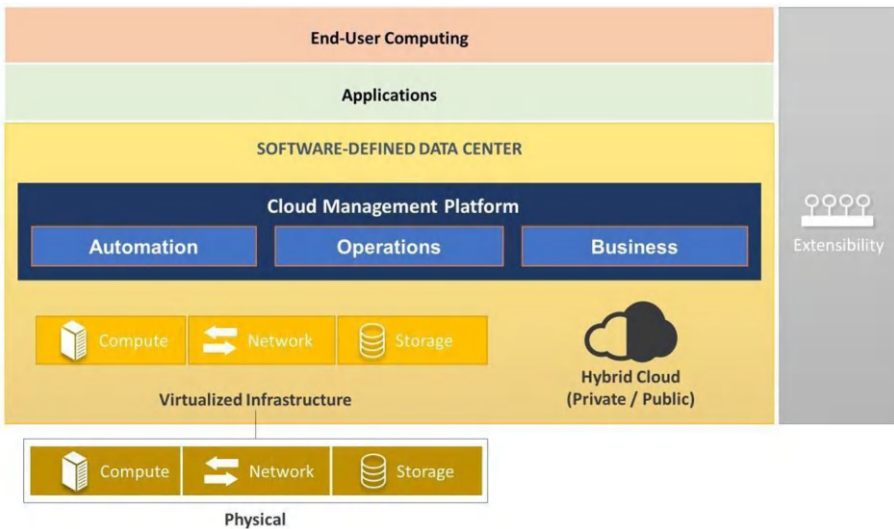 End-User Computing
Applications
SOFTWARE-DEFINED DATA CENTER
Cloud Management Platform
Automation
Operations
Business
Extensibility
Compute
Network
Storage
Hybrid Cloud
(Private / Public)
Virtualized Infrastructure
Compute
Network
Storage
Physical